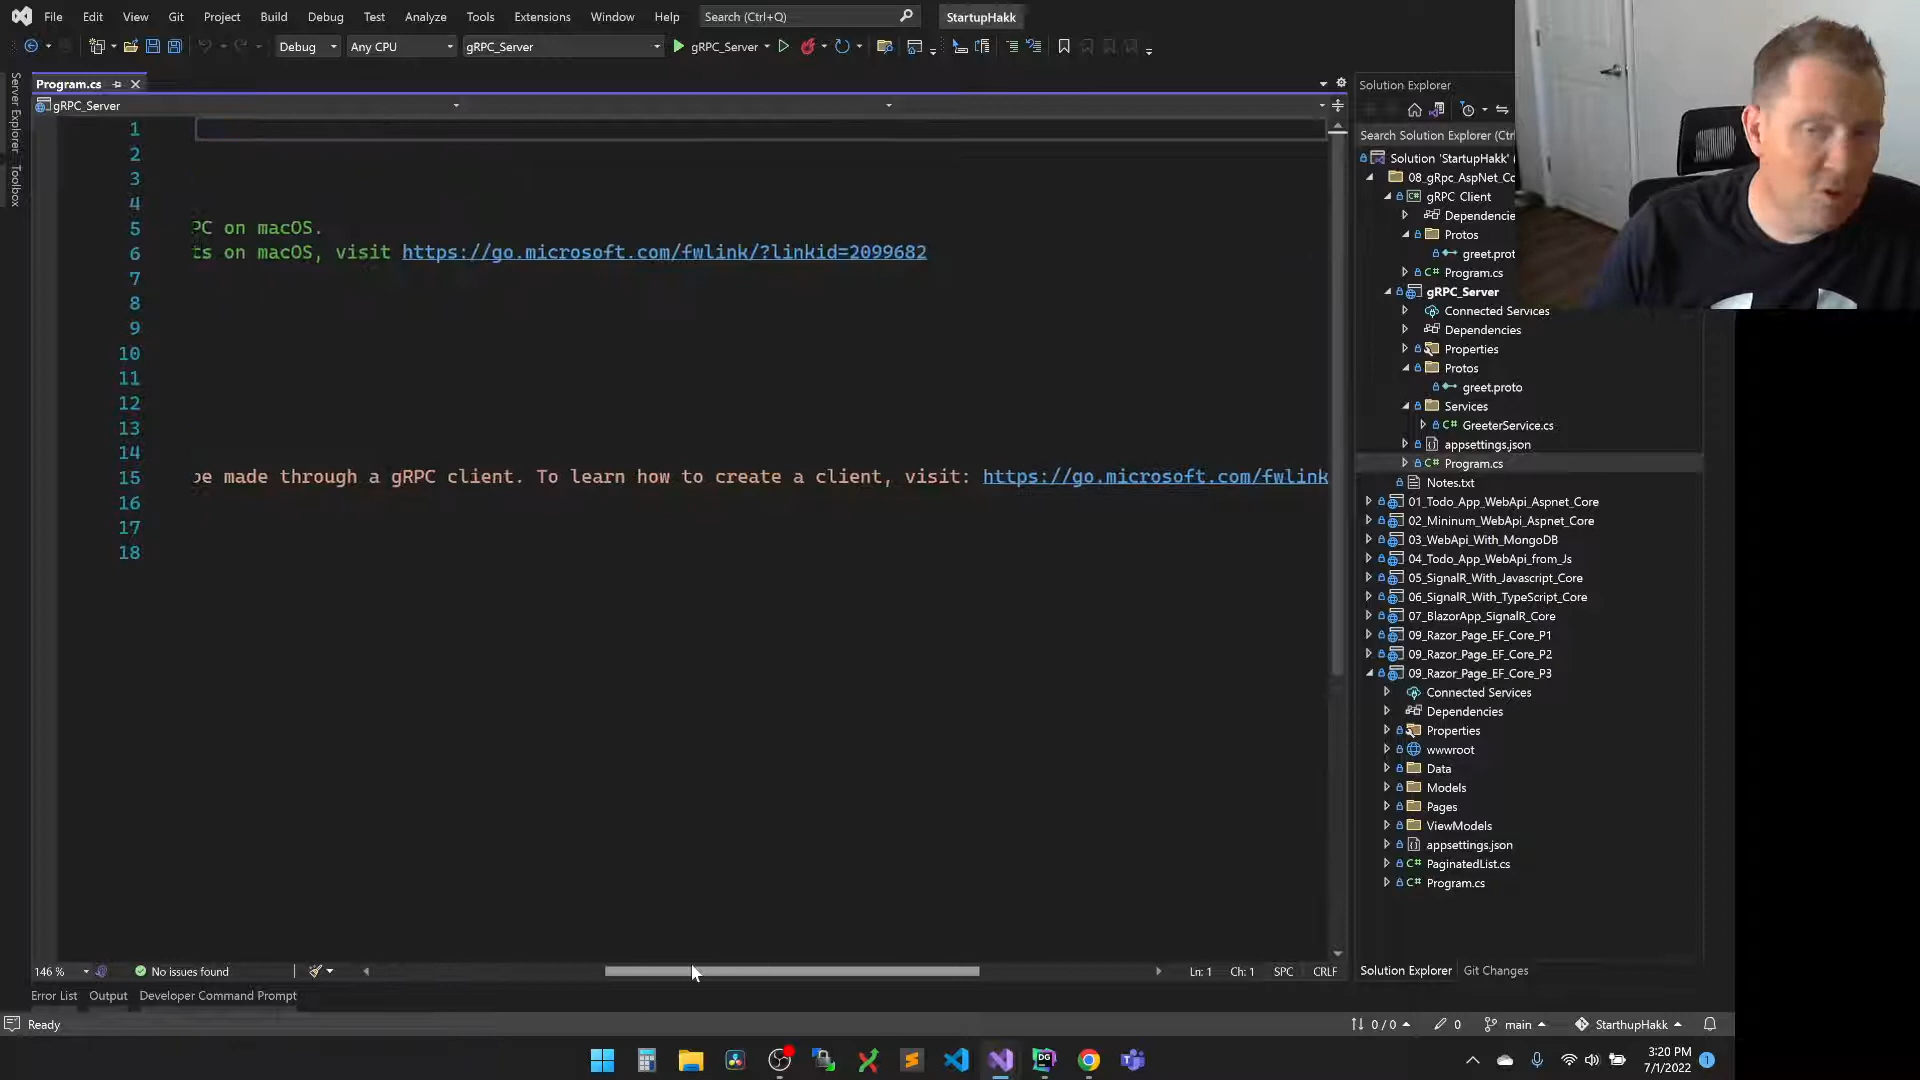 File Edit View Git Project Build Debug Test Analyze Tools Extensions Window Help Search (Ctrl+Q) StartupHakk
Debug Any CPU gRPC_Server gRPC_Server
Server Explorer Toolbox
Program.cs
gRPC_Server
1
2
3
4
5 PC on macOS.
6 ts on macOS, visit https://go.microsoft.com/fwlink/?linkid=2099682
7
8
9
10
11
12
13
14
15 be made through a gRPC client. To learn how to create a client, visit: https://go.microsoft.com/fwlink
16
17
18
146 % No issues found Ln: 1 Ch: 1 SPC CRLF
Error List Output Developer Command Prompt
Ready 0 / 0 0 main StarthupHakk
Solution Explorer
Search Solution Explorer (Ctr
Solution 'StartupHakk' (
08_gRpc_AspNet_Co
gRPC Client
Dependencie
Protos
greet.prot
Program.cs
gRPC_Server
Connected Services
Dependencies
Properties
Protos
greet.proto
Services
GreeterService.cs
appsettings.json
Program.cs
Notes.txt
01_Todo_App_WebApi_Aspnet_Core
02_Mininum_WebApi_Aspnet_Core
03_WebApi_With_MongoDB
04_Todo_App_WebApi_from_Js
05_SignalR_With_Javascript_Core
06_SignalR_With_TypeScript_Core
07_BlazorApp_SignalR_Core
09_Razor_Page_EF_Core_P1
09_Razor_Page_EF_Core_P2
09_Razor_Page_EF_Core_P3
Connected Services
Dependencies
Properties
wwwroot
Data
Models
Pages
ViewModels
appsettings.json
PaginatedList.cs
Program.cs
Solution Explorer Git Changes
DG
3:20 PM
7/1/2022
1